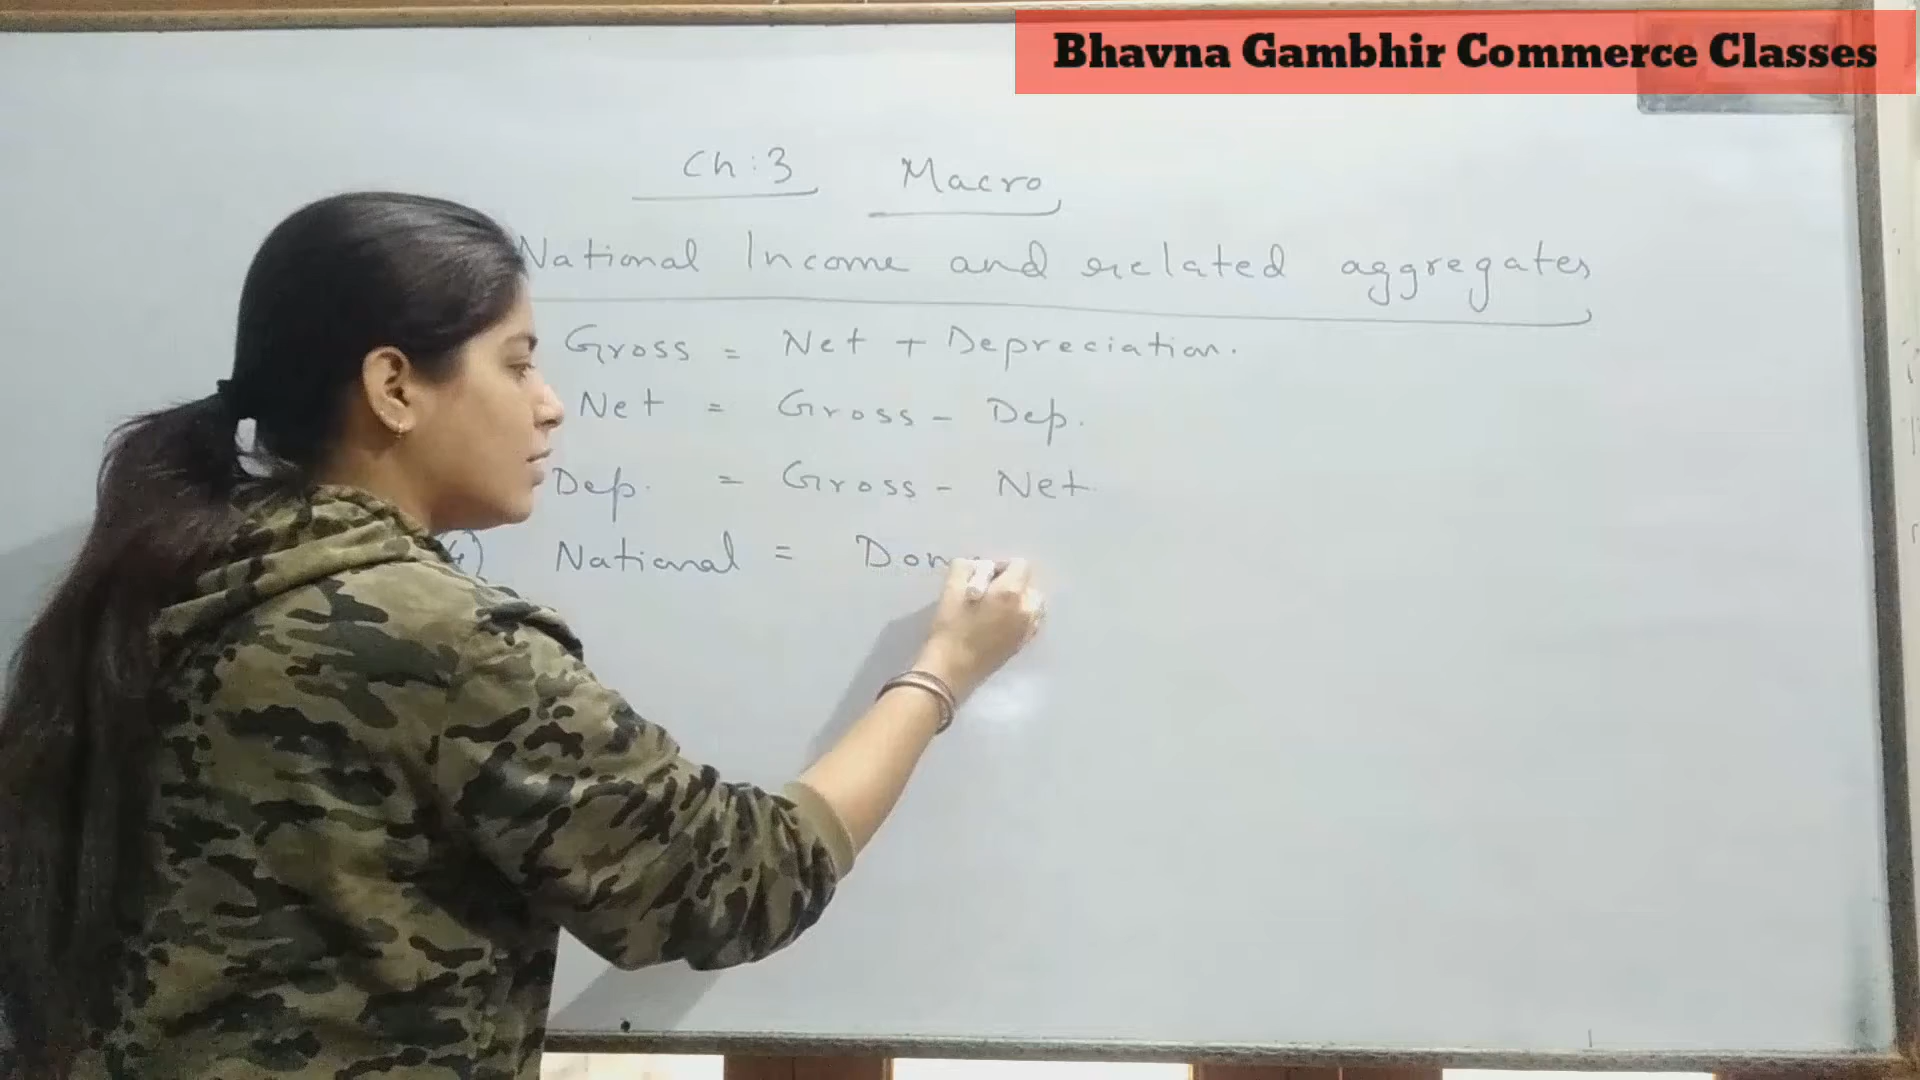 Bhavna Gambhir Commerce Classes
Ch:3 Macro
National Income and related aggregates
Gross = Net + Depreciation.
Net = Gross - Dep.
Dep. = Gross - Net.
National = Dom